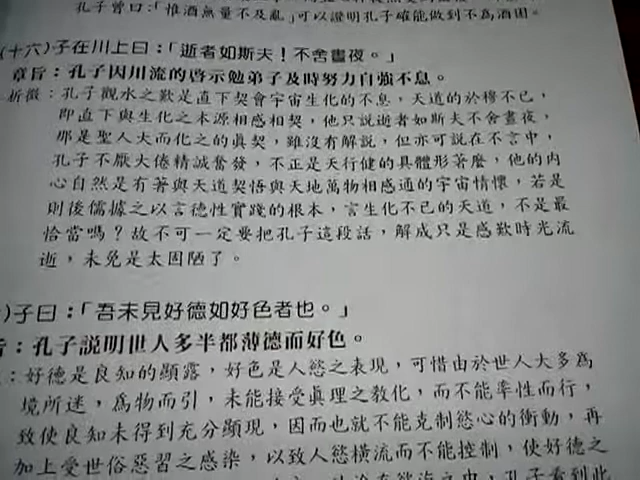 孔子曾曰：「惟酒無量不及亂」可以證明孔子確能做到不為酒困。
(十六)子在川上曰：「逝者如斯夫！不舍晝夜。」
章旨：孔子因川流的啓示勉弟子及時努力自強不息。
析微：孔子觀水之歎是直下契會宇宙生化的不息，天道的於穆不已，
即直下與生化之本源相感相契，他只說逝者如斯夫不舍晝夜，
那是聖人大而化之的真契，雖沒有解說，但亦可說在不言中，
孔子不厭大倦精誠奮發，不正是天行健的具體形著麼，他的內
心自然是有著與天道契悟與天地萬物相感通的宇宙情懷，若是
則後儒據之以言德性實踐的根本，言生化不已的天道，不是最
恰當嗎？故不可一定要把孔子這段話，解成只是感歎時光流
逝，未免是太固陋了。
)子曰：「吾未見好德如好色者也。」
旨：孔子說明世人多半都薄德而好色。
：好德是良知的顯露，好色是人慾之表現，可惜由於世人大多為
境所迷，為物而引，未能接受真理之教化，而不能率性而行，
致使良知未得到充分顯現，因而也就不能克制慾心的衝動，再
加上受世俗惡習之感染，以致人慾橫流而不能控制，使好德之
孔子看到此